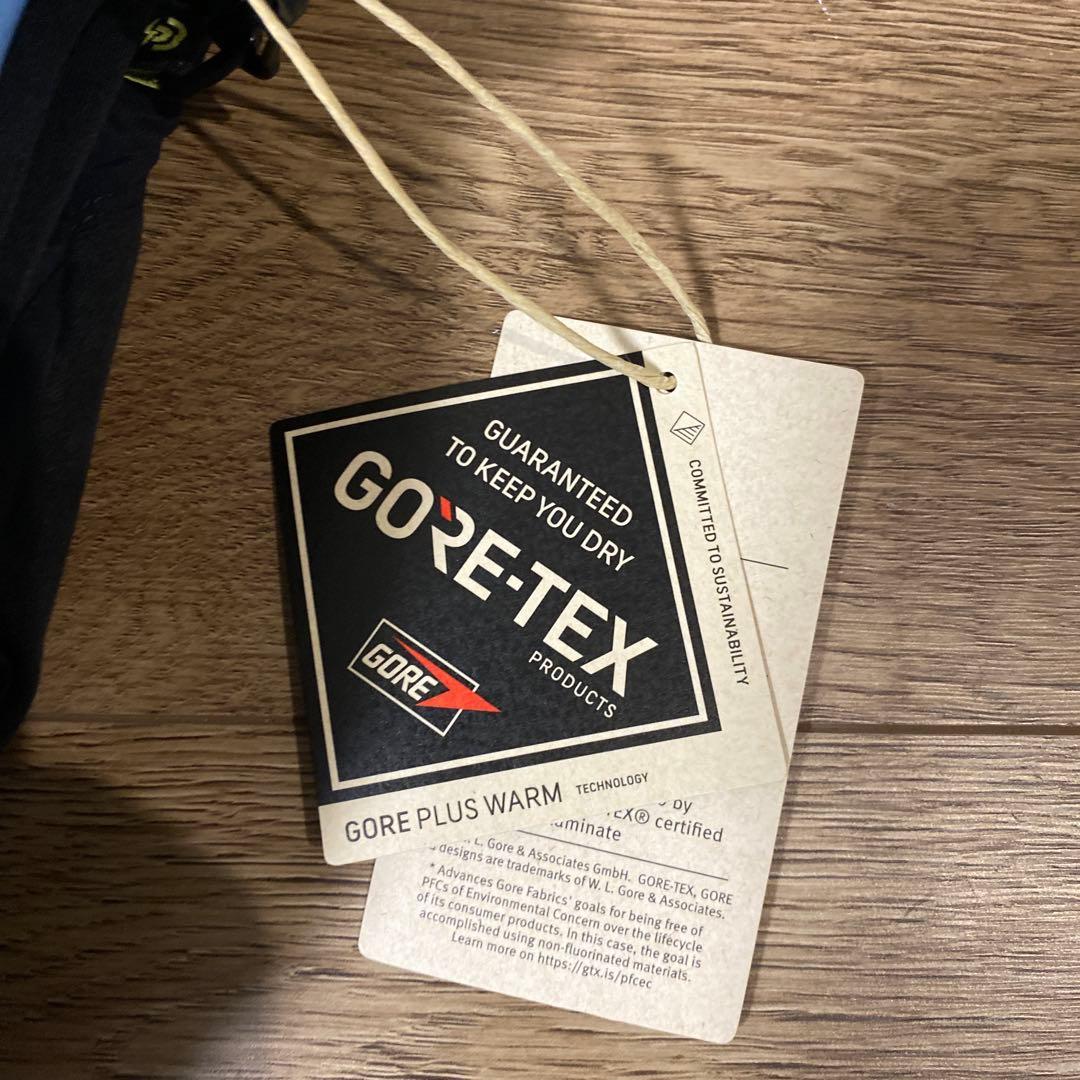 GUARANTEED
TO KEEP YOU DRY
GORE-TEX
PRODUCTS
GORE
COMMITTED TO SUSTAINABILITY
GORE PLUS WARM TECHNOLOGY
by
EX® certified
L. Gore & Associates GmbH. GORE-TEX, GORE
designs are trademarks of W. L. Gore & Associates.
* Advances Gore Fabrics' goals for being free of
PFCs of Environmental Concern over the lifecycle
of its consumer products. In this case, the goal is
accomplished using non-fluorinated materials.
Learn more on https://gtx.is/pfcec